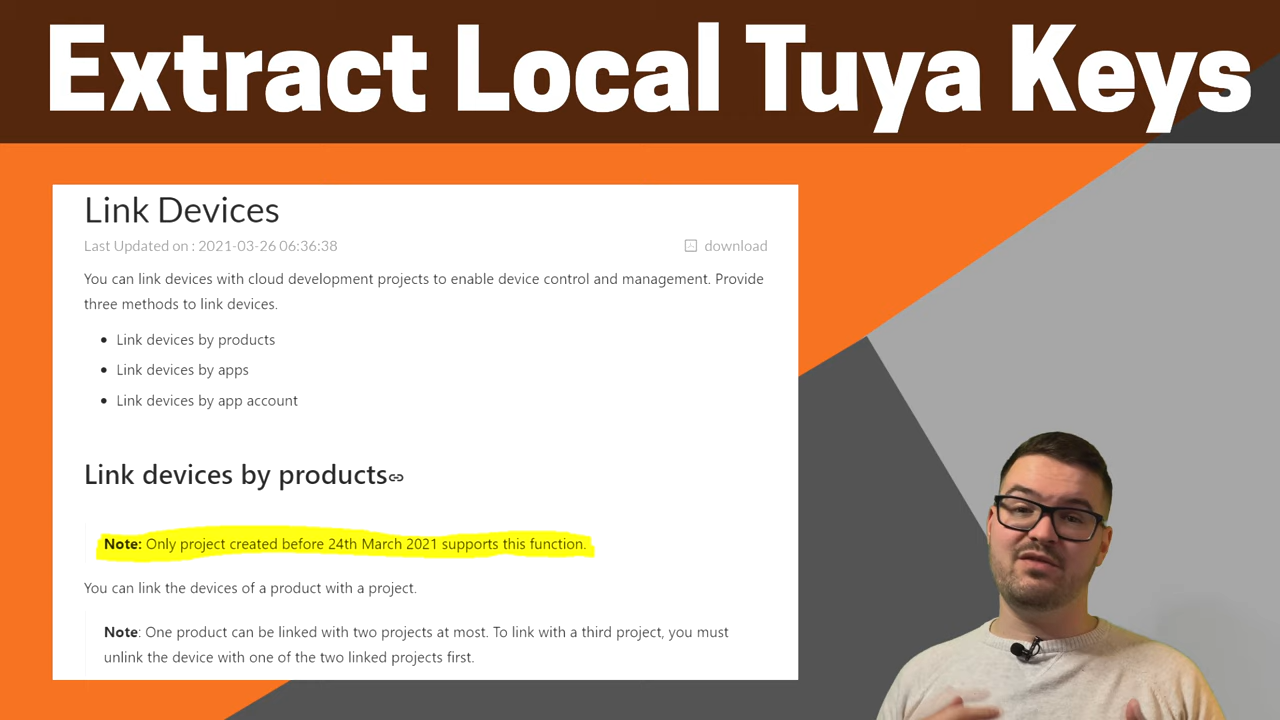 Extract Local Tuya Keys
Link Devices
Last Updated on : 2021-03-26 06:36:38
download
You can link devices with cloud development projects to enable device control and management. Provide
three methods to link devices.
• Link devices by products
• Link devices by apps
• Link devices by app account
Link devices by products
Note: Only project created before 24th March 2021 supports this function.
You can link the devices of a product with a project.
Note: One product can be linked with two projects at most. To link with a third project, you must
unlink the device with one of the two linked projects first.